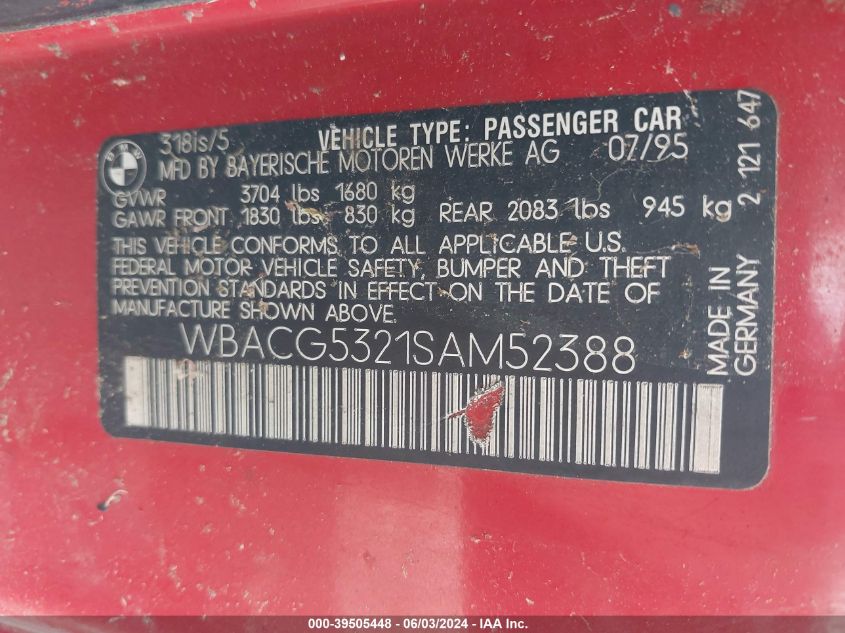 BMW
318is/5 VEHICLE TYPE: PASSENGER CAR
MFD BY BAYERISCHE MOTOREN WERKE AG 07/95
GVWR 3704 lbs 1680 kg
GAWR FRONT 1830 lbs 830 kg REAR 2083 lbs 945 kg
THIS VEHICLE CONFORMS TO ALL APPLICABLE U.S.
FEDERAL MOTOR VEHICLE SAFETY, BUMPER AND THEFT
PREVENTION STANDARDS IN EFFECT ON THE DATE OF
MANUFACTURE SHOWN ABOVE.
WBACG5321SAM52388
MADE IN
GERMANY
2 121 647
000-39505448 - 06/03/2024 - IAA, Inc.